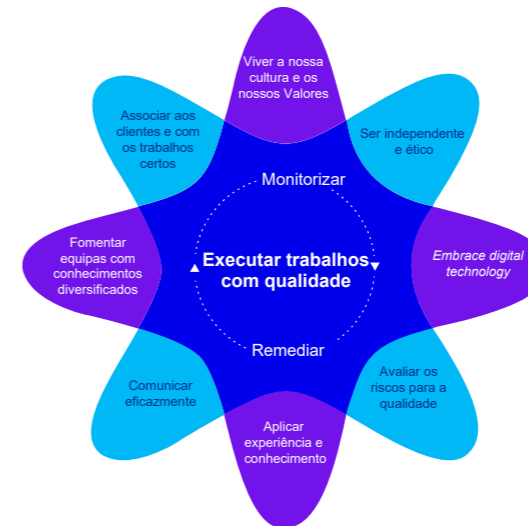 Viver a nossa
cultura e os
nossos Valores
Associar aos
clientes e com
os trabalhos
certos
Ser independente
e ético
Monitorizar
Fomentar
equipas com
conhecimentos
diversificados
Executar trabalhos
com qualidade
Embrace digital
technology
Remediar
Comunicar
eficazmente
Avaliar os
riscos para a
qualidade
Aplicar
experiência e
conhecimento